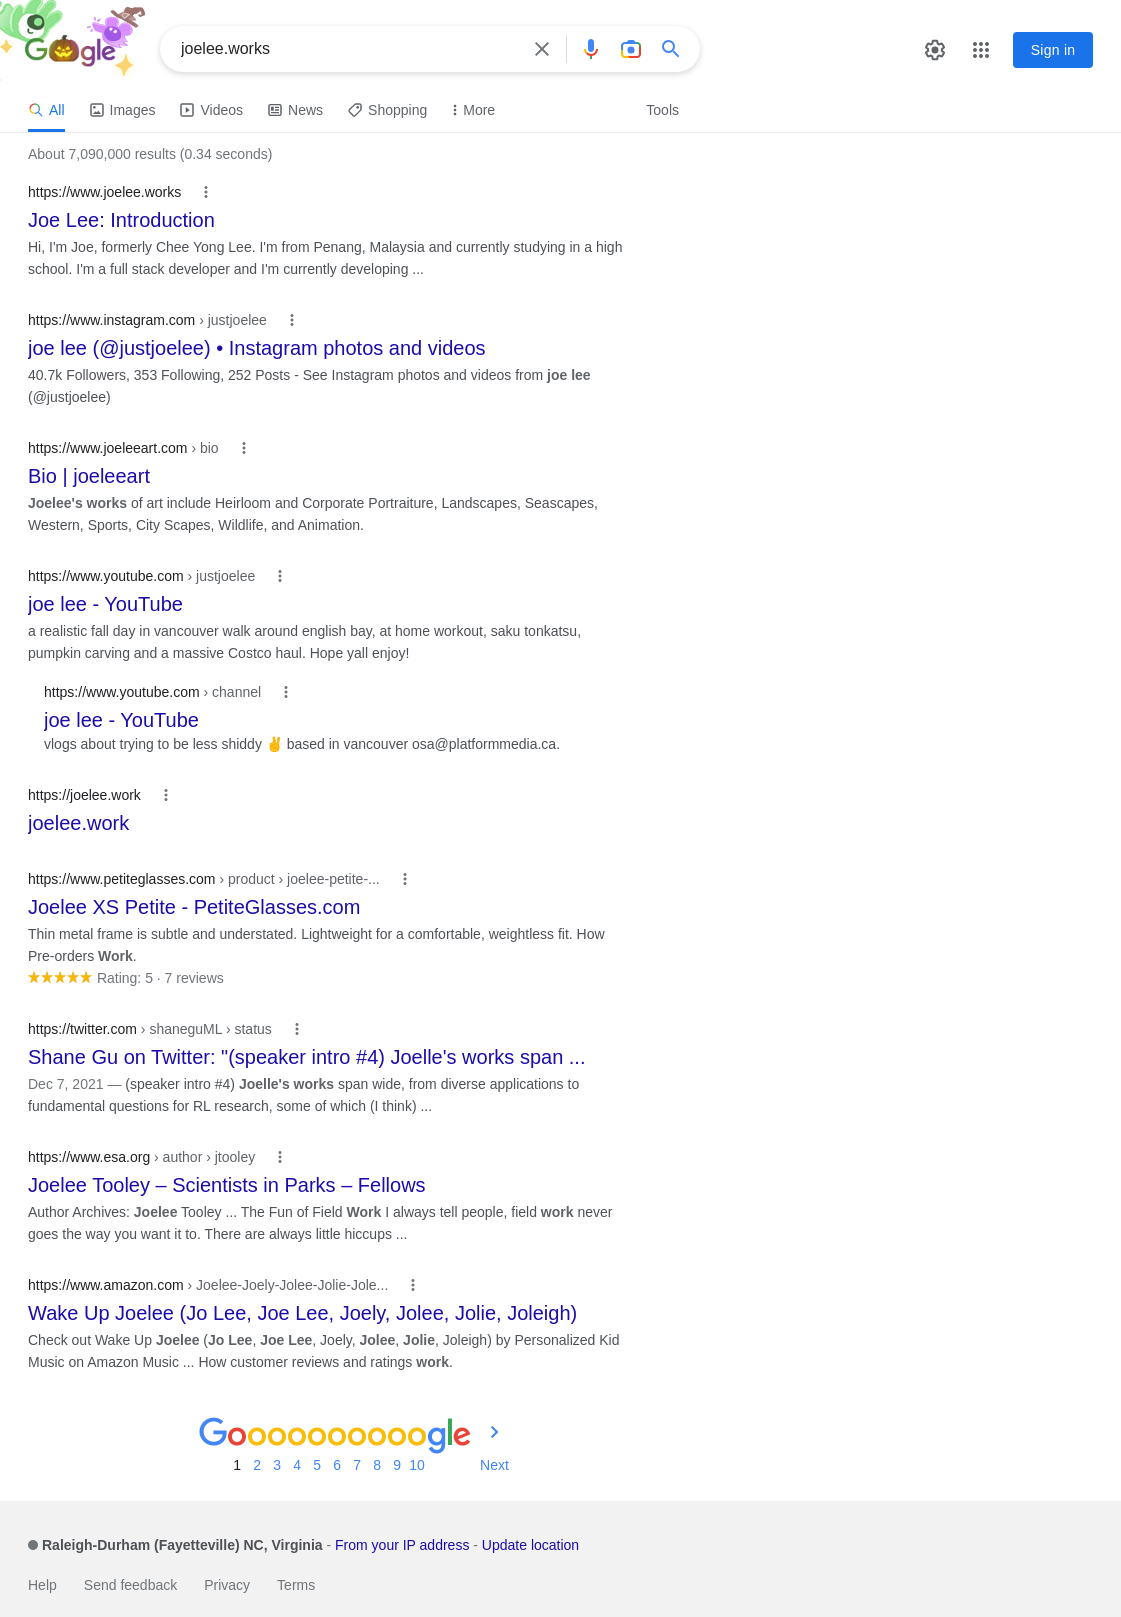 Google
joelee.works
Sign in
All Images Videos News Shopping More Tools
About 7,090,000 results (0.34 seconds)
https://www.joelee.works
Joe Lee: Introduction
Hi, I'm Joe, formerly Chee Yong Lee. I'm from Penang, Malaysia and currently studying in a high
school. I'm a full stack developer and I'm currently developing ...
https://www.instagram.com › justjoelee
joe lee (@justjoelee) • Instagram photos and videos
40.7k Followers, 353 Following, 252 Posts - See Instagram photos and videos from joe lee
(@justjoelee)
https://www.joeleeart.com › bio
Bio | joeleeart
Joelee's works of art include Heirloom and Corporate Portraiture, Landscapes, Seascapes,
Western, Sports, City Scapes, Wildlife, and Animation.
https://www.youtube.com › justjoelee
joe lee - YouTube
a realistic fall day in vancouver walk around english bay, at home workout, saku tonkatsu,
pumpkin carving and a massive Costco haul. Hope yall enjoy!
https://www.youtube.com › channel
joe lee - YouTube
vlogs about trying to be less shiddy ✌ based in vancouver osa@platformmedia.ca.
https://joelee.work
joelee.work
https://www.petiteglasses.com › product › joelee-petite-...
Joelee XS Petite - PetiteGlasses.com
Thin metal frame is subtle and understated. Lightweight for a comfortable, weightless fit. How
Pre-orders Work.
★★★★★ Rating: 5 · 7 reviews
https://twitter.com › shaneguML › status
Shane Gu on Twitter: "(speaker intro #4) Joelle's works span ...
Dec 7, 2021 — (speaker intro #4) Joelle's works span wide, from diverse applications to
fundamental questions for RL research, some of which (I think) ...
https://www.esa.org › author › jtooley
Joelee Tooley – Scientists in Parks – Fellows
Author Archives: Joelee Tooley ... The Fun of Field Work I always tell people, field work never
goes the way you want it to. There are always little hiccups ...
https://www.amazon.com › Joelee-Joely-Jolee-Jolie-Jole...
Wake Up Joelee (Jo Lee, Joe Lee, Joely, Jolee, Jolie, Joleigh)
Check out Wake Up Joelee (Jo Lee, Joe Lee, Joely, Jolee, Jolie, Joleigh) by Personalized Kid
Music on Amazon Music ... How customer reviews and ratings work.
Goooooooooogle
1 2 3 4 5 6 7 8 9 10 Next
Raleigh-Durham (Fayetteville) NC, Virginia - From your IP address - Update location
Help Send feedback Privacy Terms